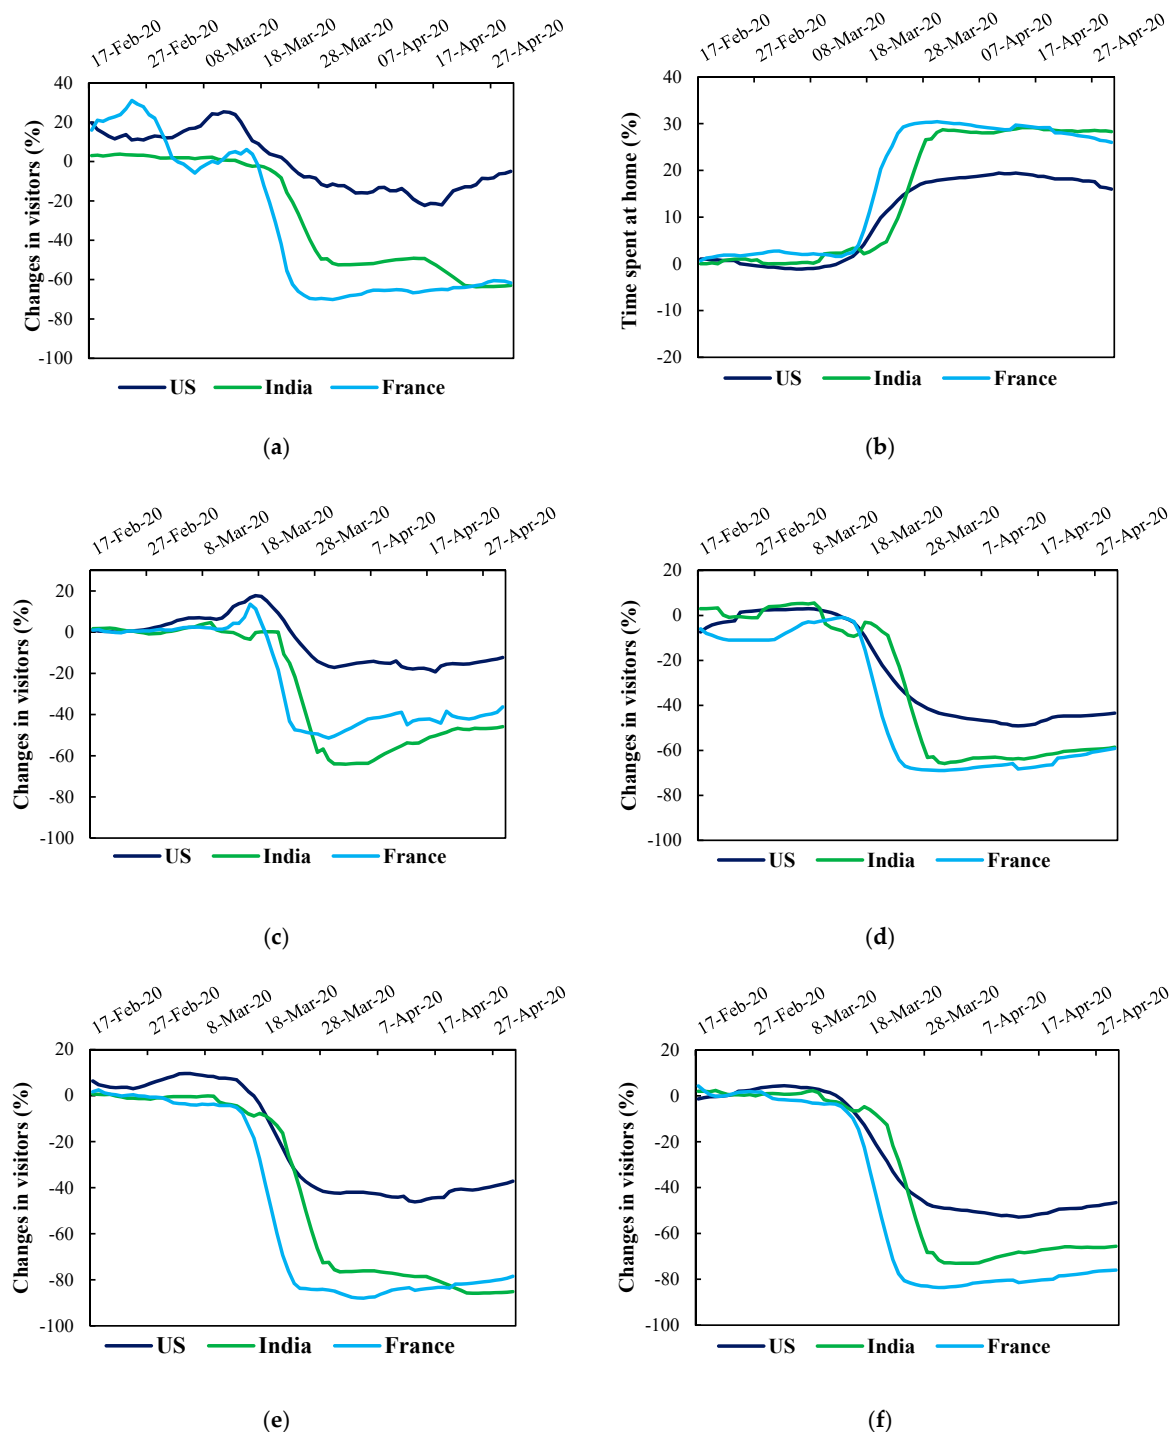 17-Feb-20 27-Feb-20 08-Mar-20 18-Mar-20 28-Mar-20 07-Apr-20 17-Apr-20 27-Apr-20
Changes in visitors (%)
40
20
0
-20
-40
-60
-80
-100
US India France
(a)
17-Feb-20 27-Feb-20 08-Mar-20 18-Mar-20 28-Mar-20 07-Apr-20 17-Apr-20 27-Apr-20
Time spent at home (%)
40
30
20
10
0
-10
-20
US India France
(b)
17-Feb-20 27-Feb-20 8-Mar-20 18-Mar-20 28-Mar-20 7-Apr-20 17-Apr-20 27-Apr-20
Changes in visitors (%)
20
0
-20
-40
-60
-80
-100
US India France
(c)
17-Feb-20 27-Feb-20 8-Mar-20 18-Mar-20 28-Mar-20 7-Apr-20 17-Apr-20 27-Apr-20
Changes in visitors (%)
20
0
-20
-40
-60
-80
-100
US India France
(d)
17-Feb-20 27-Feb-20 8-Mar-20 18-Mar-20 28-Mar-20 7-Apr-20 17-Apr-20 27-Apr-20
Changes in visitors (%)
20
0
-20
-40
-60
-80
-100
US India France
(e)
17-Feb-20 27-Feb-20 8-Mar-20 18-Mar-20 28-Mar-20 7-Apr-20 17-Apr-20 27-Apr-20
Changes in visitors (%)
20
0
-20
-40
-60
-80
-100
US India France
(f)